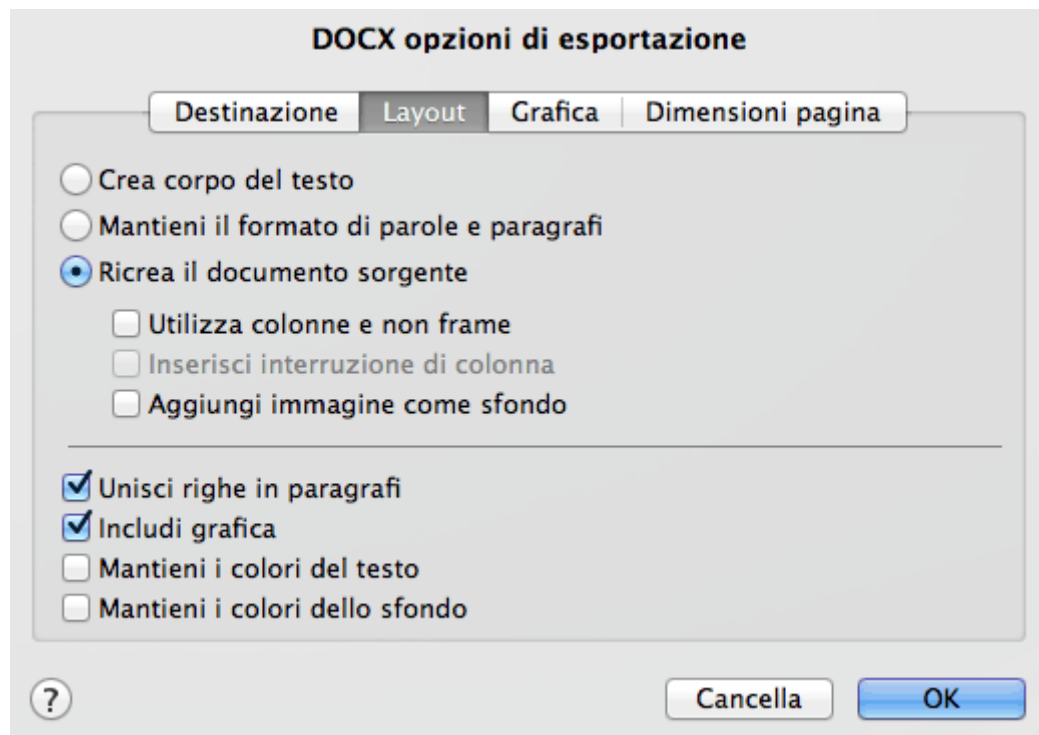 DOCX opzioni di esportazione
Destinazione Layout Grafica Dimensioni pagina
Crea corpo del testo
Mantieni il formato di parole e paragrafi
Ricrea il documento sorgente
Utilizza colonne e non frame
Inserisci interruzione di colonna
Aggiungi immagine come sfondo
Unisci righe in paragrafi
Includi grafica
Mantieni i colori del testo
Mantieni i colori dello sfondo
? Cancella OK